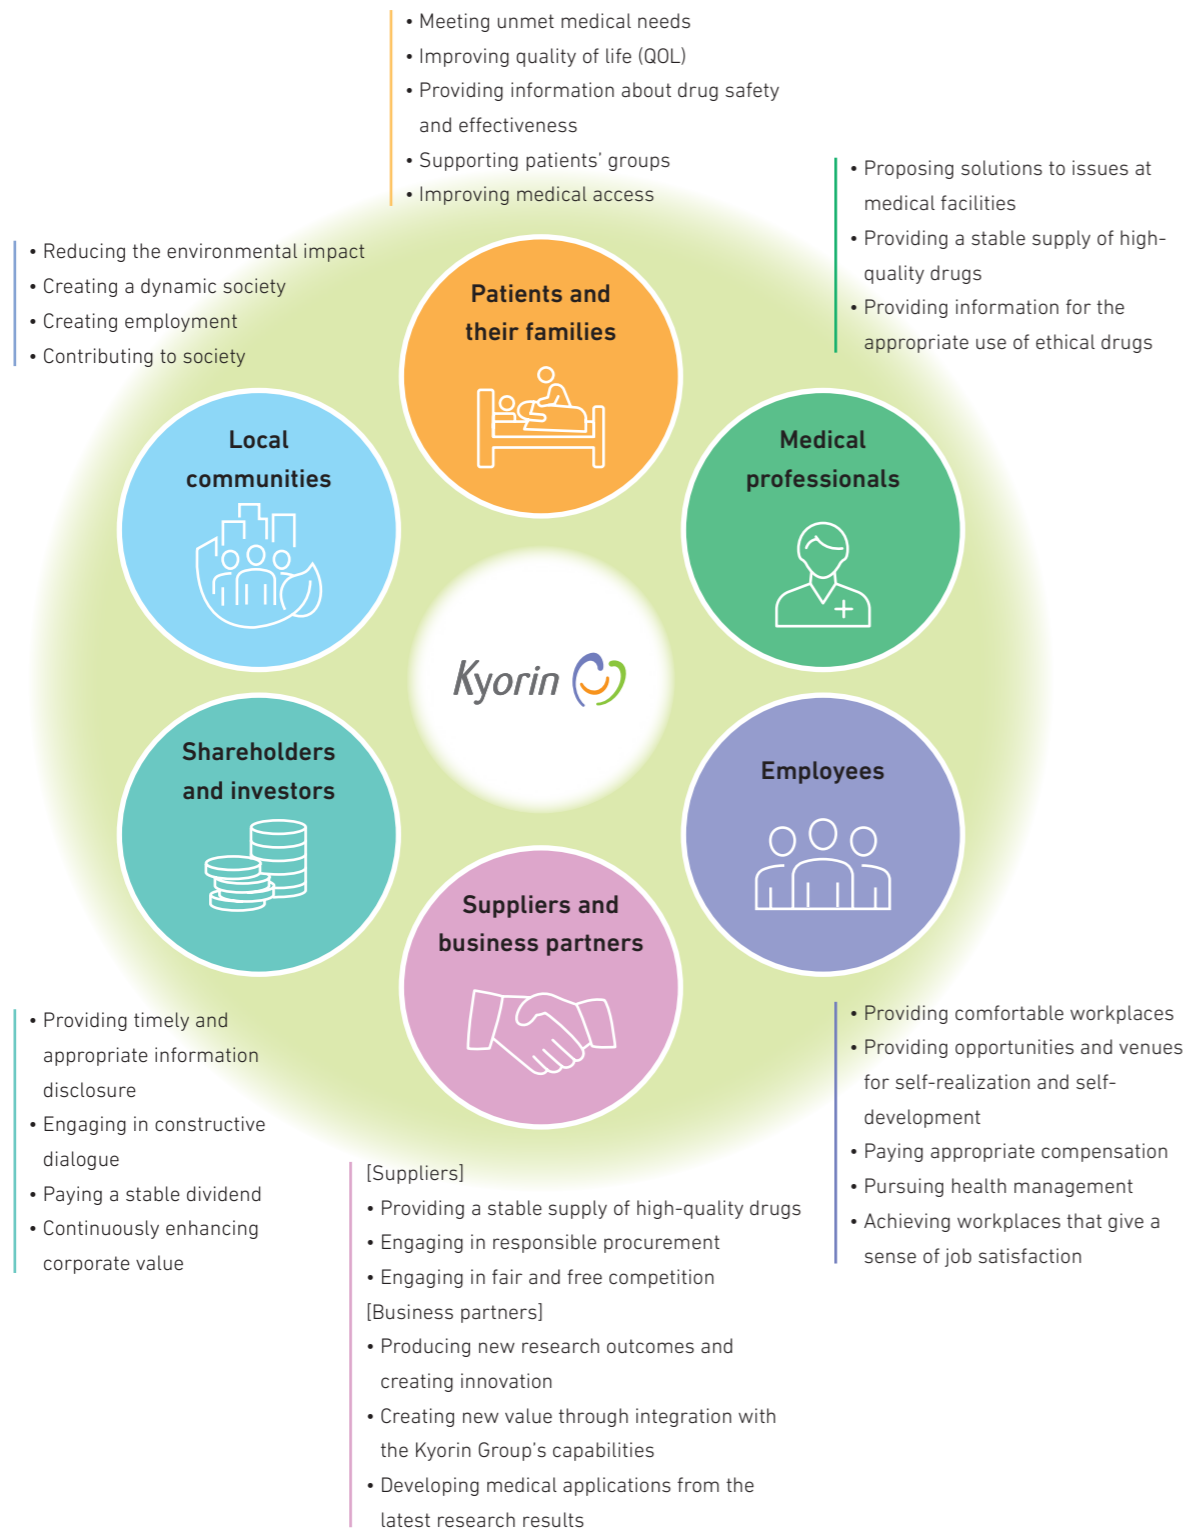 • Meeting unmet medical needs
• Improving quality of life (QOL)
• Providing information about drug safety
and effectiveness
• Supporting patients’ groups
• Improving medical access
• Proposing solutions to issues at
medical facilities
• Providing a stable supply of high-
quality drugs
• Providing information for the
appropriate use of ethical drugs
• Reducing the environmental impact
• Creating a dynamic society
• Creating employment
• Contributing to society
Patients and
their families
Local
communities
Medical
professionals
Kyorin
Shareholders
and investors
Employees
Suppliers and
business partners
• Providing timely and
appropriate information
disclosure
• Engaging in constructive
dialogue
• Paying a stable dividend
• Continuously enhancing
corporate value
• Providing comfortable workplaces
• Providing opportunities and venues
for self-realization and self-
development
• Paying appropriate compensation
• Pursuing health management
• Achieving workplaces that give a
sense of job satisfaction
[Suppliers]
• Providing a stable supply of high-quality drugs
• Engaging in responsible procurement
• Engaging in fair and free competition
[Business partners]
• Producing new research outcomes and
creating innovation
• Creating new value through integration with
the Kyorin Group’s capabilities
• Developing medical applications from the
latest research results